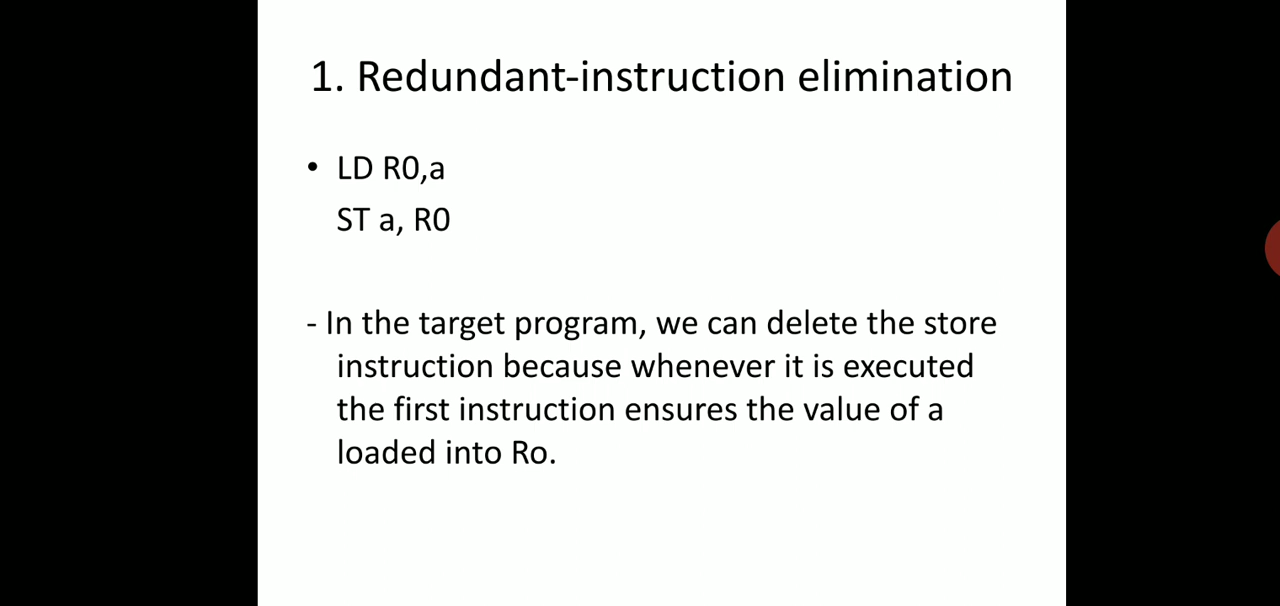 1. Redundant-instruction elimination
• LD R0,a
ST a, R0
- In the target program, we can delete the store
instruction because whenever it is executed
the first instruction ensures the value of a
loaded into Ro.